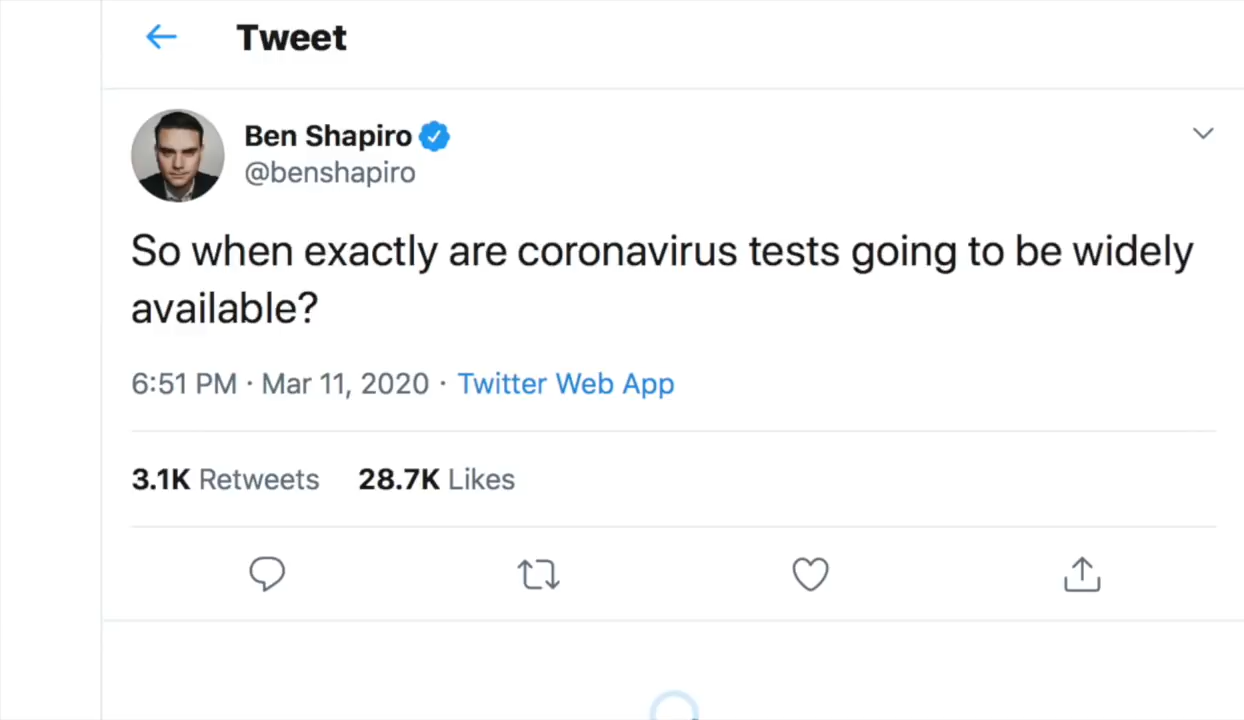 Tweet
Ben Shapiro
@benshapiro
So when exactly are coronavirus tests going to be widely
available?
6:51 PM · Mar 11, 2020 · Twitter Web App
3.1K Retweets 28.7K Likes